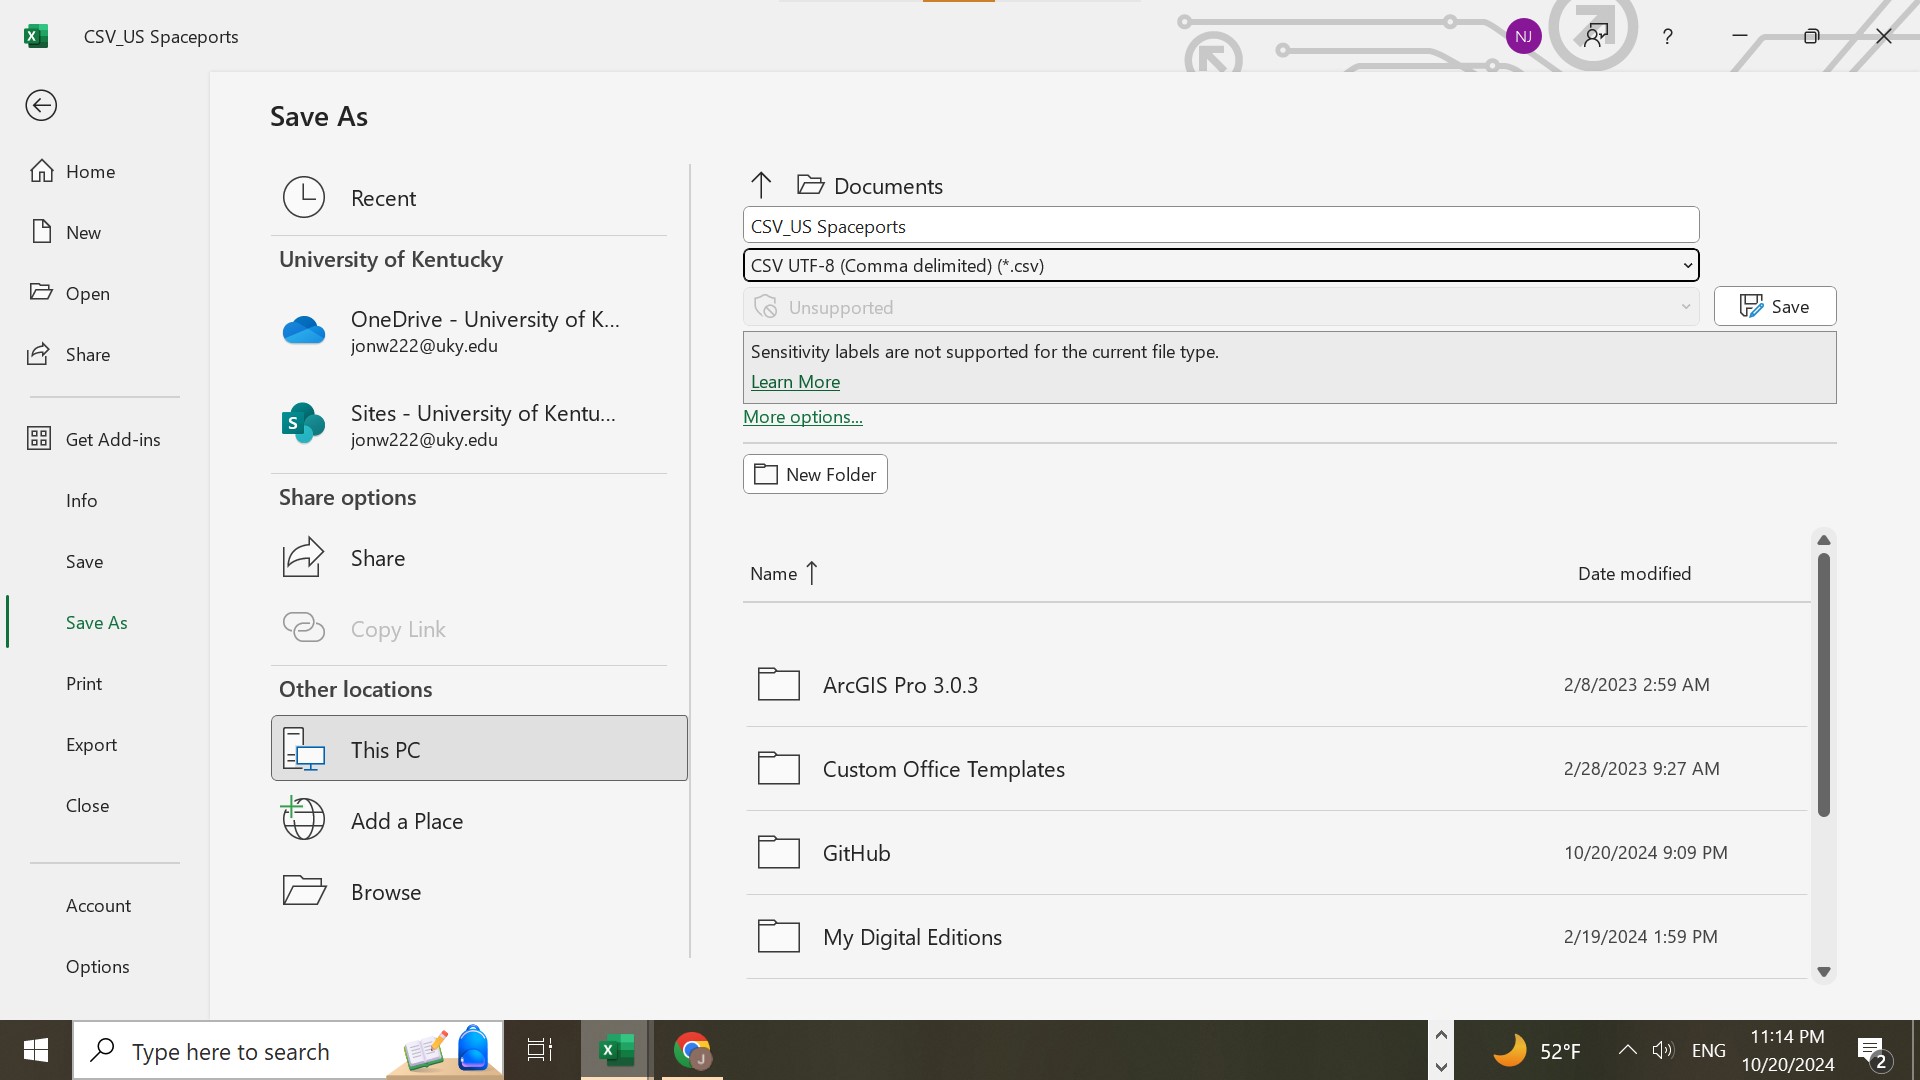 CSV_US Spaceports
NJ
?
Save As
Home
New
Open
Share
Get Add-ins
Info
Save
Save As
Print
Export
Close
Account
Options
Recent
University of Kentucky
OneDrive - University of K...
jonw222@uky.edu
S
Sites - University of Kentu...
jonw222@uky.edu
Share options
Share
Copy Link
Other locations
This PC
Add a Place
Browse
Documents
CSV_US Spaceports
CSV UTF-8 (Comma delimited) (*.csv)
Unsupported
Save
Sensitivity labels are not supported for the current file type.
Learn More
More options...
New Folder
Name
Date modified
ArcGIS Pro 3.0.3
2/8/2023 2:59 AM
Custom Office Templates
2/28/2023 9:27 AM
GitHub
10/20/2024 9:09 PM
My Digital Editions
2/19/2024 1:59 PM
Type here to search
X
J
52°F
ENG
11:14 PM
10/20/2024
2